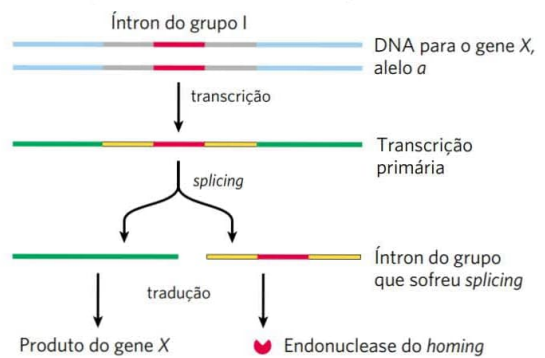 Íntron do grupo I
DNA para o gene X,
alelo a
transcrição
Transcrição
primária
splicing
Íntron do grupo
que sofreu splicing
tradução
Produto do gene X
Endonuclease do homing